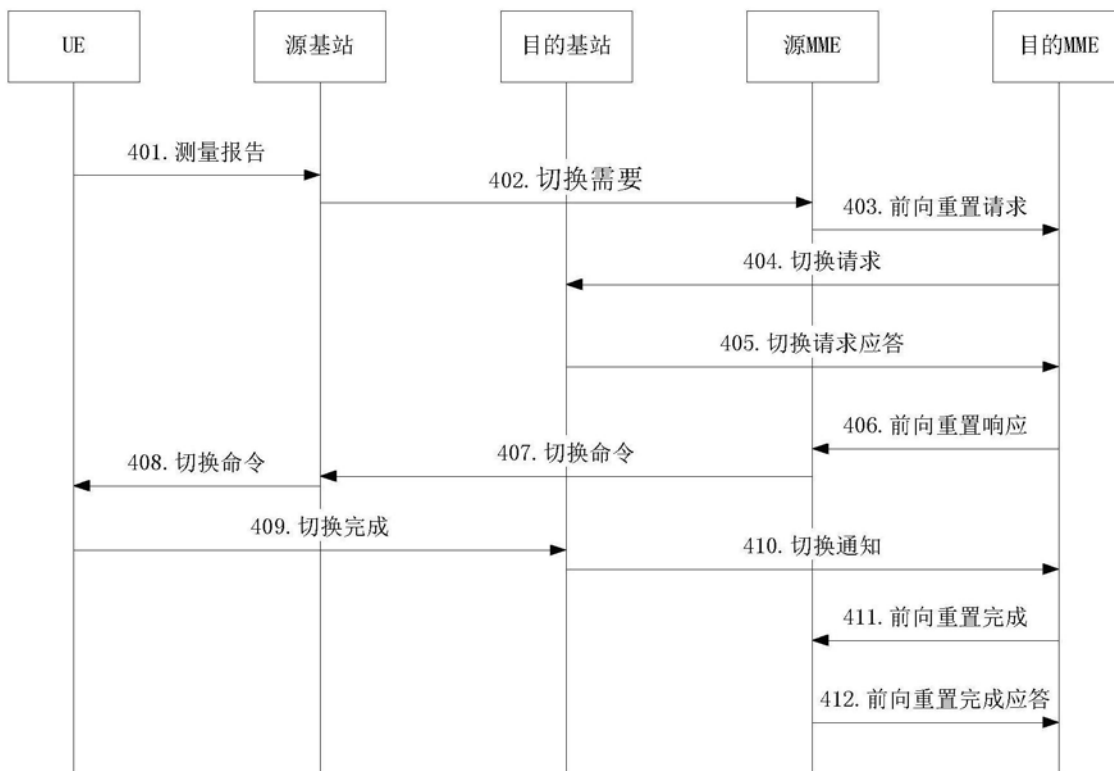 UE
源基站
目的基站
源MME
目的MME
401.测量报告
402.切换需要
403.前向重置请求
404.切换请求
405.切换请求应答
406.前向重置响应
407.切换命令
408.切换命令
409.切换完成
410.切换通知
411.前向重置完成
412.前向重置完成应答